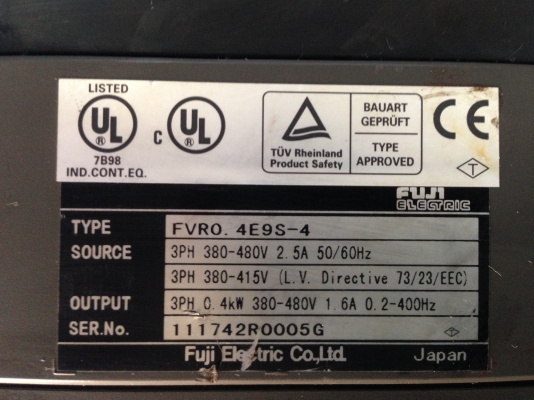 LISTED
UL
7B98
IND.CONT.EQ.
C UL
TÜV Rheinland
Product Safety
BAUART
GEPRÜFT
TYPE
APPROVED
CE
T
FUJI
ELECTRIC
TYPE FVR0.4E9S-4
SOURCE 3PH 380-480V 2.5A 50/60Hz
3PH 380-415V (L.V. Directive 73/23/EEC)
OUTPUT 3PH 0.4kW 380-480V 1.6A 0.2-400Hz
SER.No. 111742R0005G
Fuji Electric Co.,Ltd. Japan